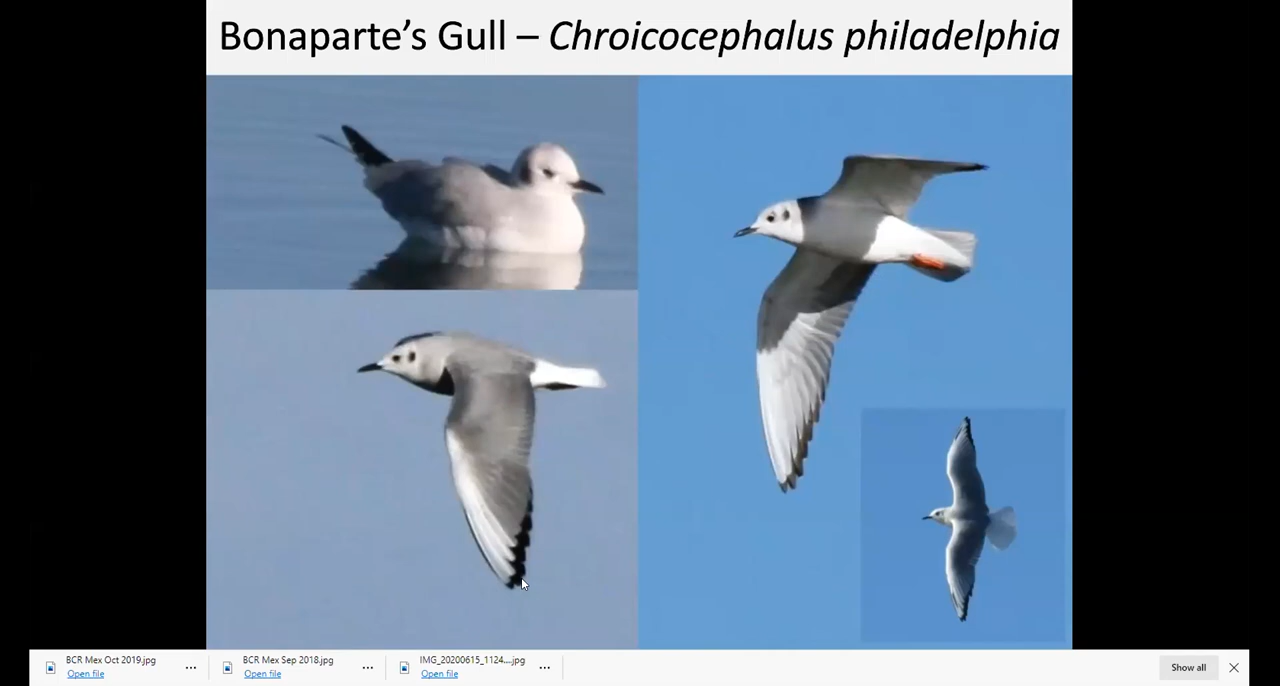 Bonaparte’s Gull – Chroicocephalus philadelphia
BCR Mex Oct 2019.jpg
Open file
BCR Mex Sep 2018.jpg
Open file
IMG_20200615_1124....jpg
Open file
Show all